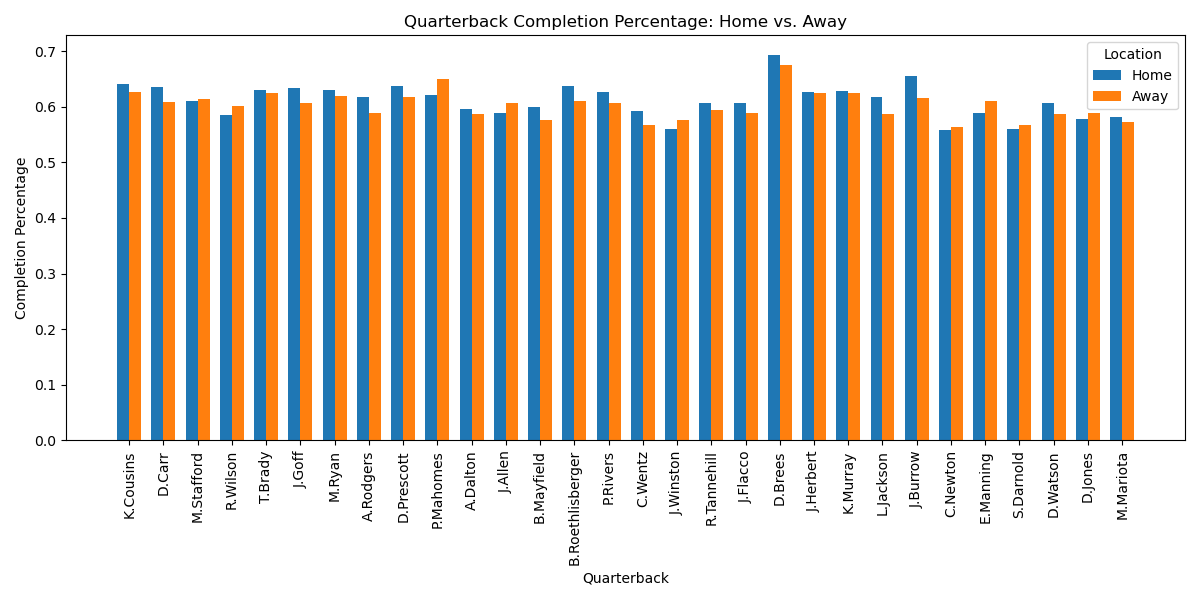 Quarterback Completion Percentage: Home vs. Away
Location
Home
Away
Completion Percentage
0.7
0.6
0.5
0.4
0.3
0.2
0.1
0.0
K.Cousins
D.Carr
M.Stafford
R.Wilson
T.Brady
J.Goff
M.Ryan
A.Rodgers
D.Prescott
P.Mahomes
A.Dalton
J.Allen
B.Mayfield
B.Roethlisberger
P.Rivers
C.Wentz
J.Winston
R.Tannehill
J.Flacco
D.Brees
J.Herbert
K.Murray
L.Jackson
J.Burrow
C.Newton
E.Manning
S.Darnold
D.Watson
D.Jones
M.Mariota
Quarterback